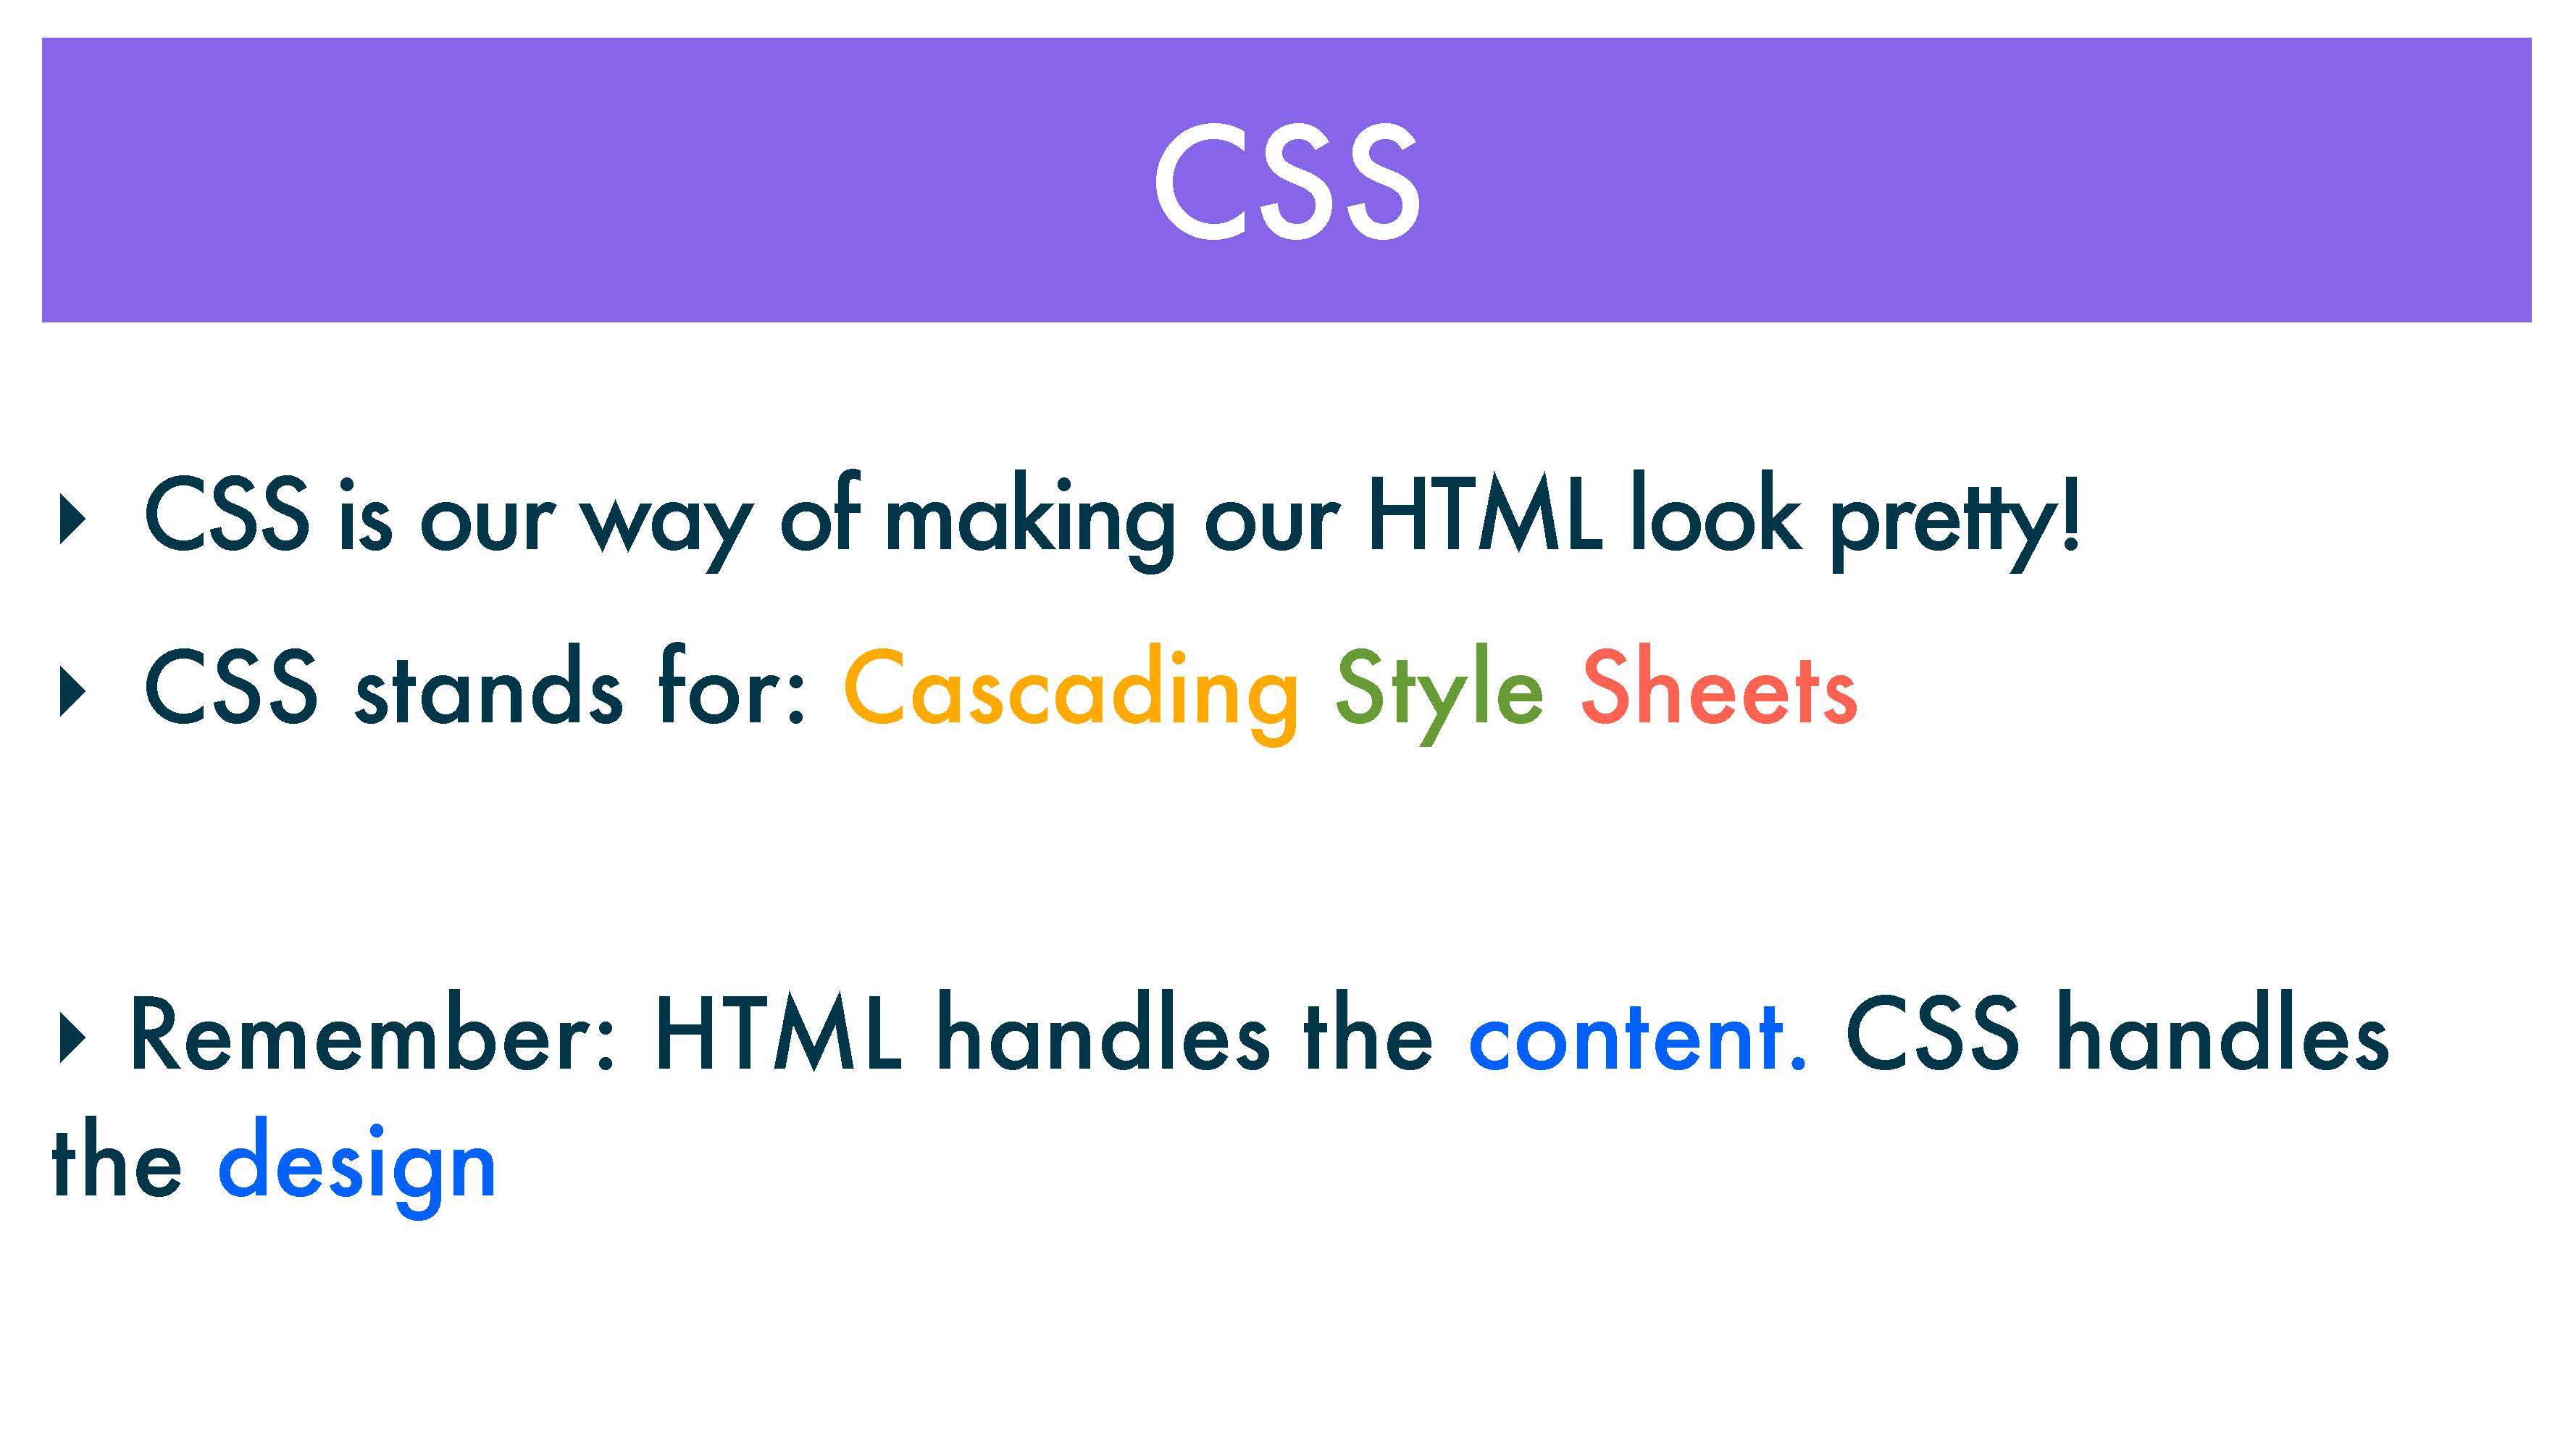 CSS
‣ CSS is our way of making our HTML look pretty!
‣ CSS stands for: Cascading Style Sheets
‣ Remember: HTML handles the content. CSS handles
the design